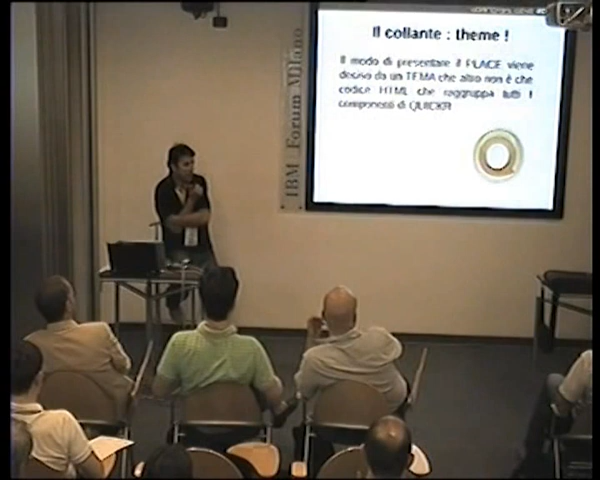 Il collante : theme !
Il modo di presentare il PLACE viene
deciso da un TEMA che altro non è che
codice HTML che raggruppa tutti i
componenti di QUICKR
IBM Forum Milano